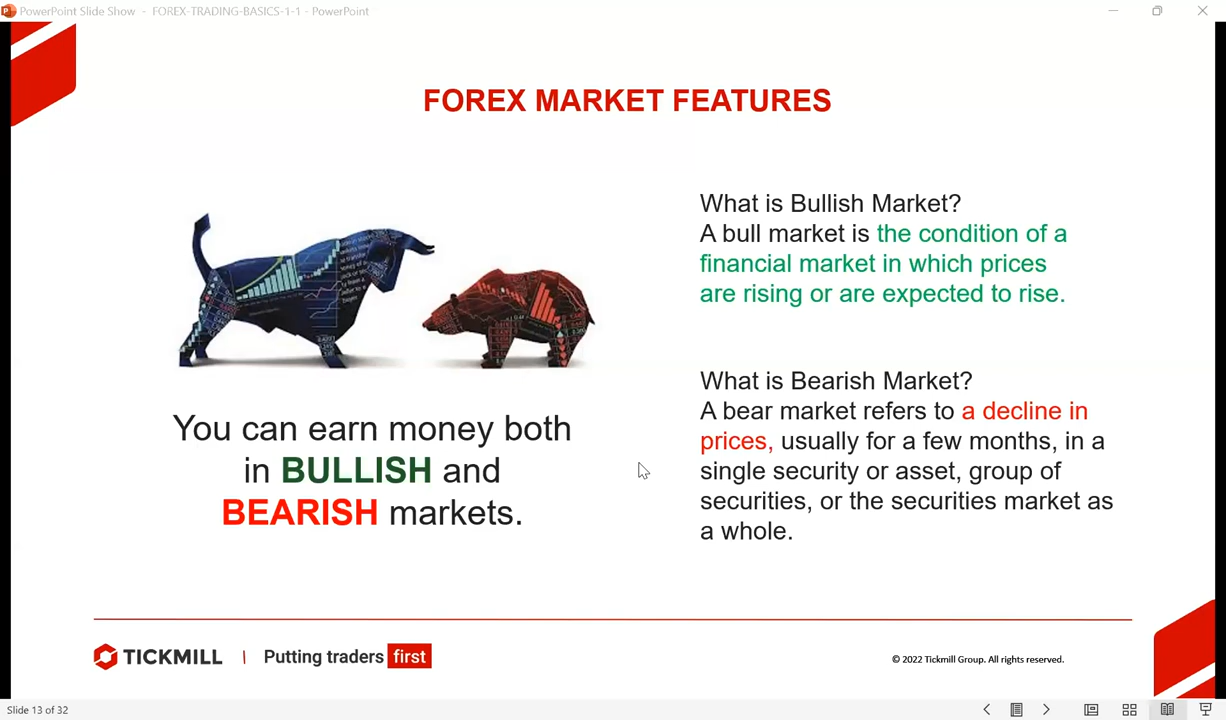 PowerPoint Slide Show - FOREX-TRADING-BASICS-1-1 - PowerPoint
FOREX MARKET FEATURES
You can earn money both
in BULLISH and
BEARISH markets.
What is Bullish Market?
A bull market is the condition of a
financial market in which prices
are rising or are expected to rise.
What is Bearish Market?
A bear market refers to a decline in
prices, usually for a few months, in a
single security or asset, group of
securities, or the securities market as
a whole.
TICKMILL | Putting traders first
© 2022 Tickmill Group. All rights reserved.
Slide 13 of 32